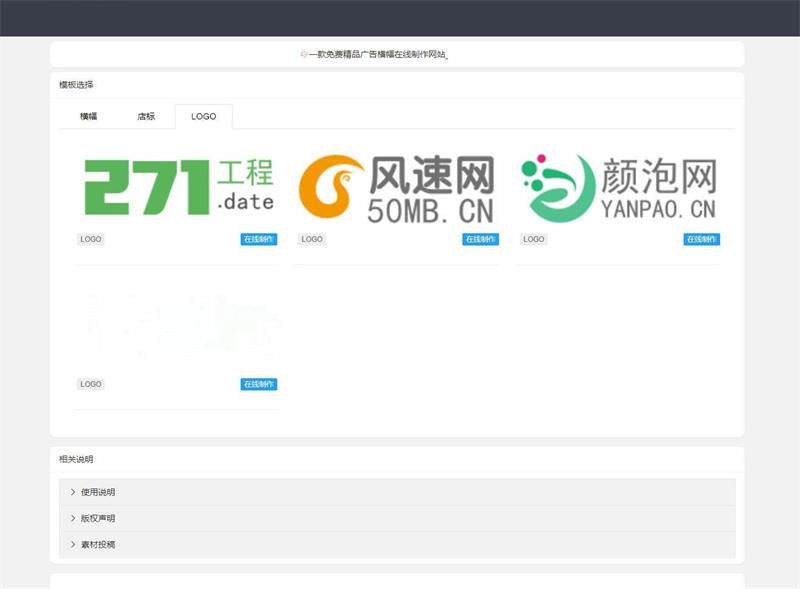 一款免费精品广告横幅在线制作网站_
模板选择
横幅 店标 LOGO
271 工程
.date
风速网
50MB.CN
颜泡网
YANPAO.CN
LOGO 在线制作 LOGO 在线制作 LOGO 在线制作
LOGO 在线制作
相关说明
使用说明
版权声明
素材投稿